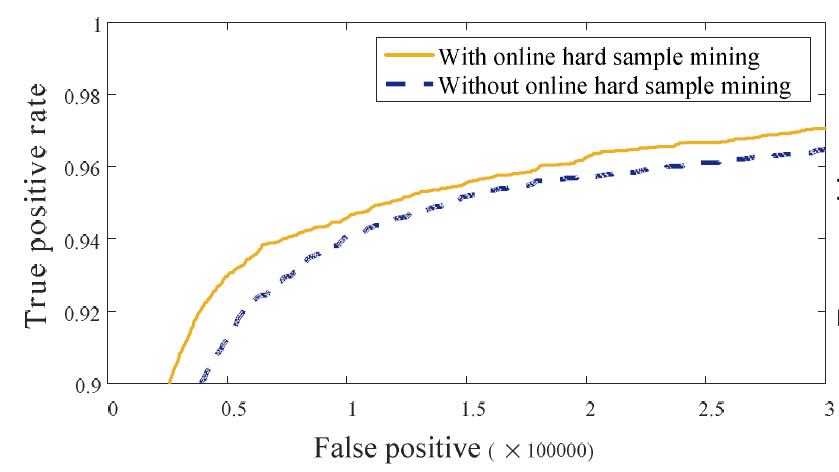 1
With online hard sample mining
Without online hard sample mining
0.98
0.96
0.94
0.92
0.9
True positive rate
0 0.5 1 1.5 2 2.5 3
False positive ( × 100000)